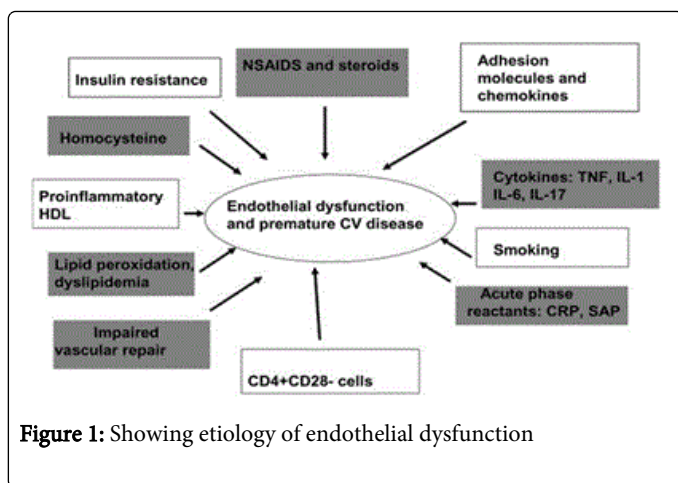 Insulin resistance
NSAIDS and steroids
Adhesion
molecules and
chemokines
Homocysteine
Cytokines: TNF, IL-1
IL-6, IL-17
Proinflammatory
HDL
Endothelial dysfunction
and premature CV disease
Smoking
Lipid peroxidation,
dyslipidemia
Acute phase
reactants: CRP, SAP
Impaired
vascular repair
CD4+CD28- cells
Figure 1: Showing etiology of endothelial dysfunction